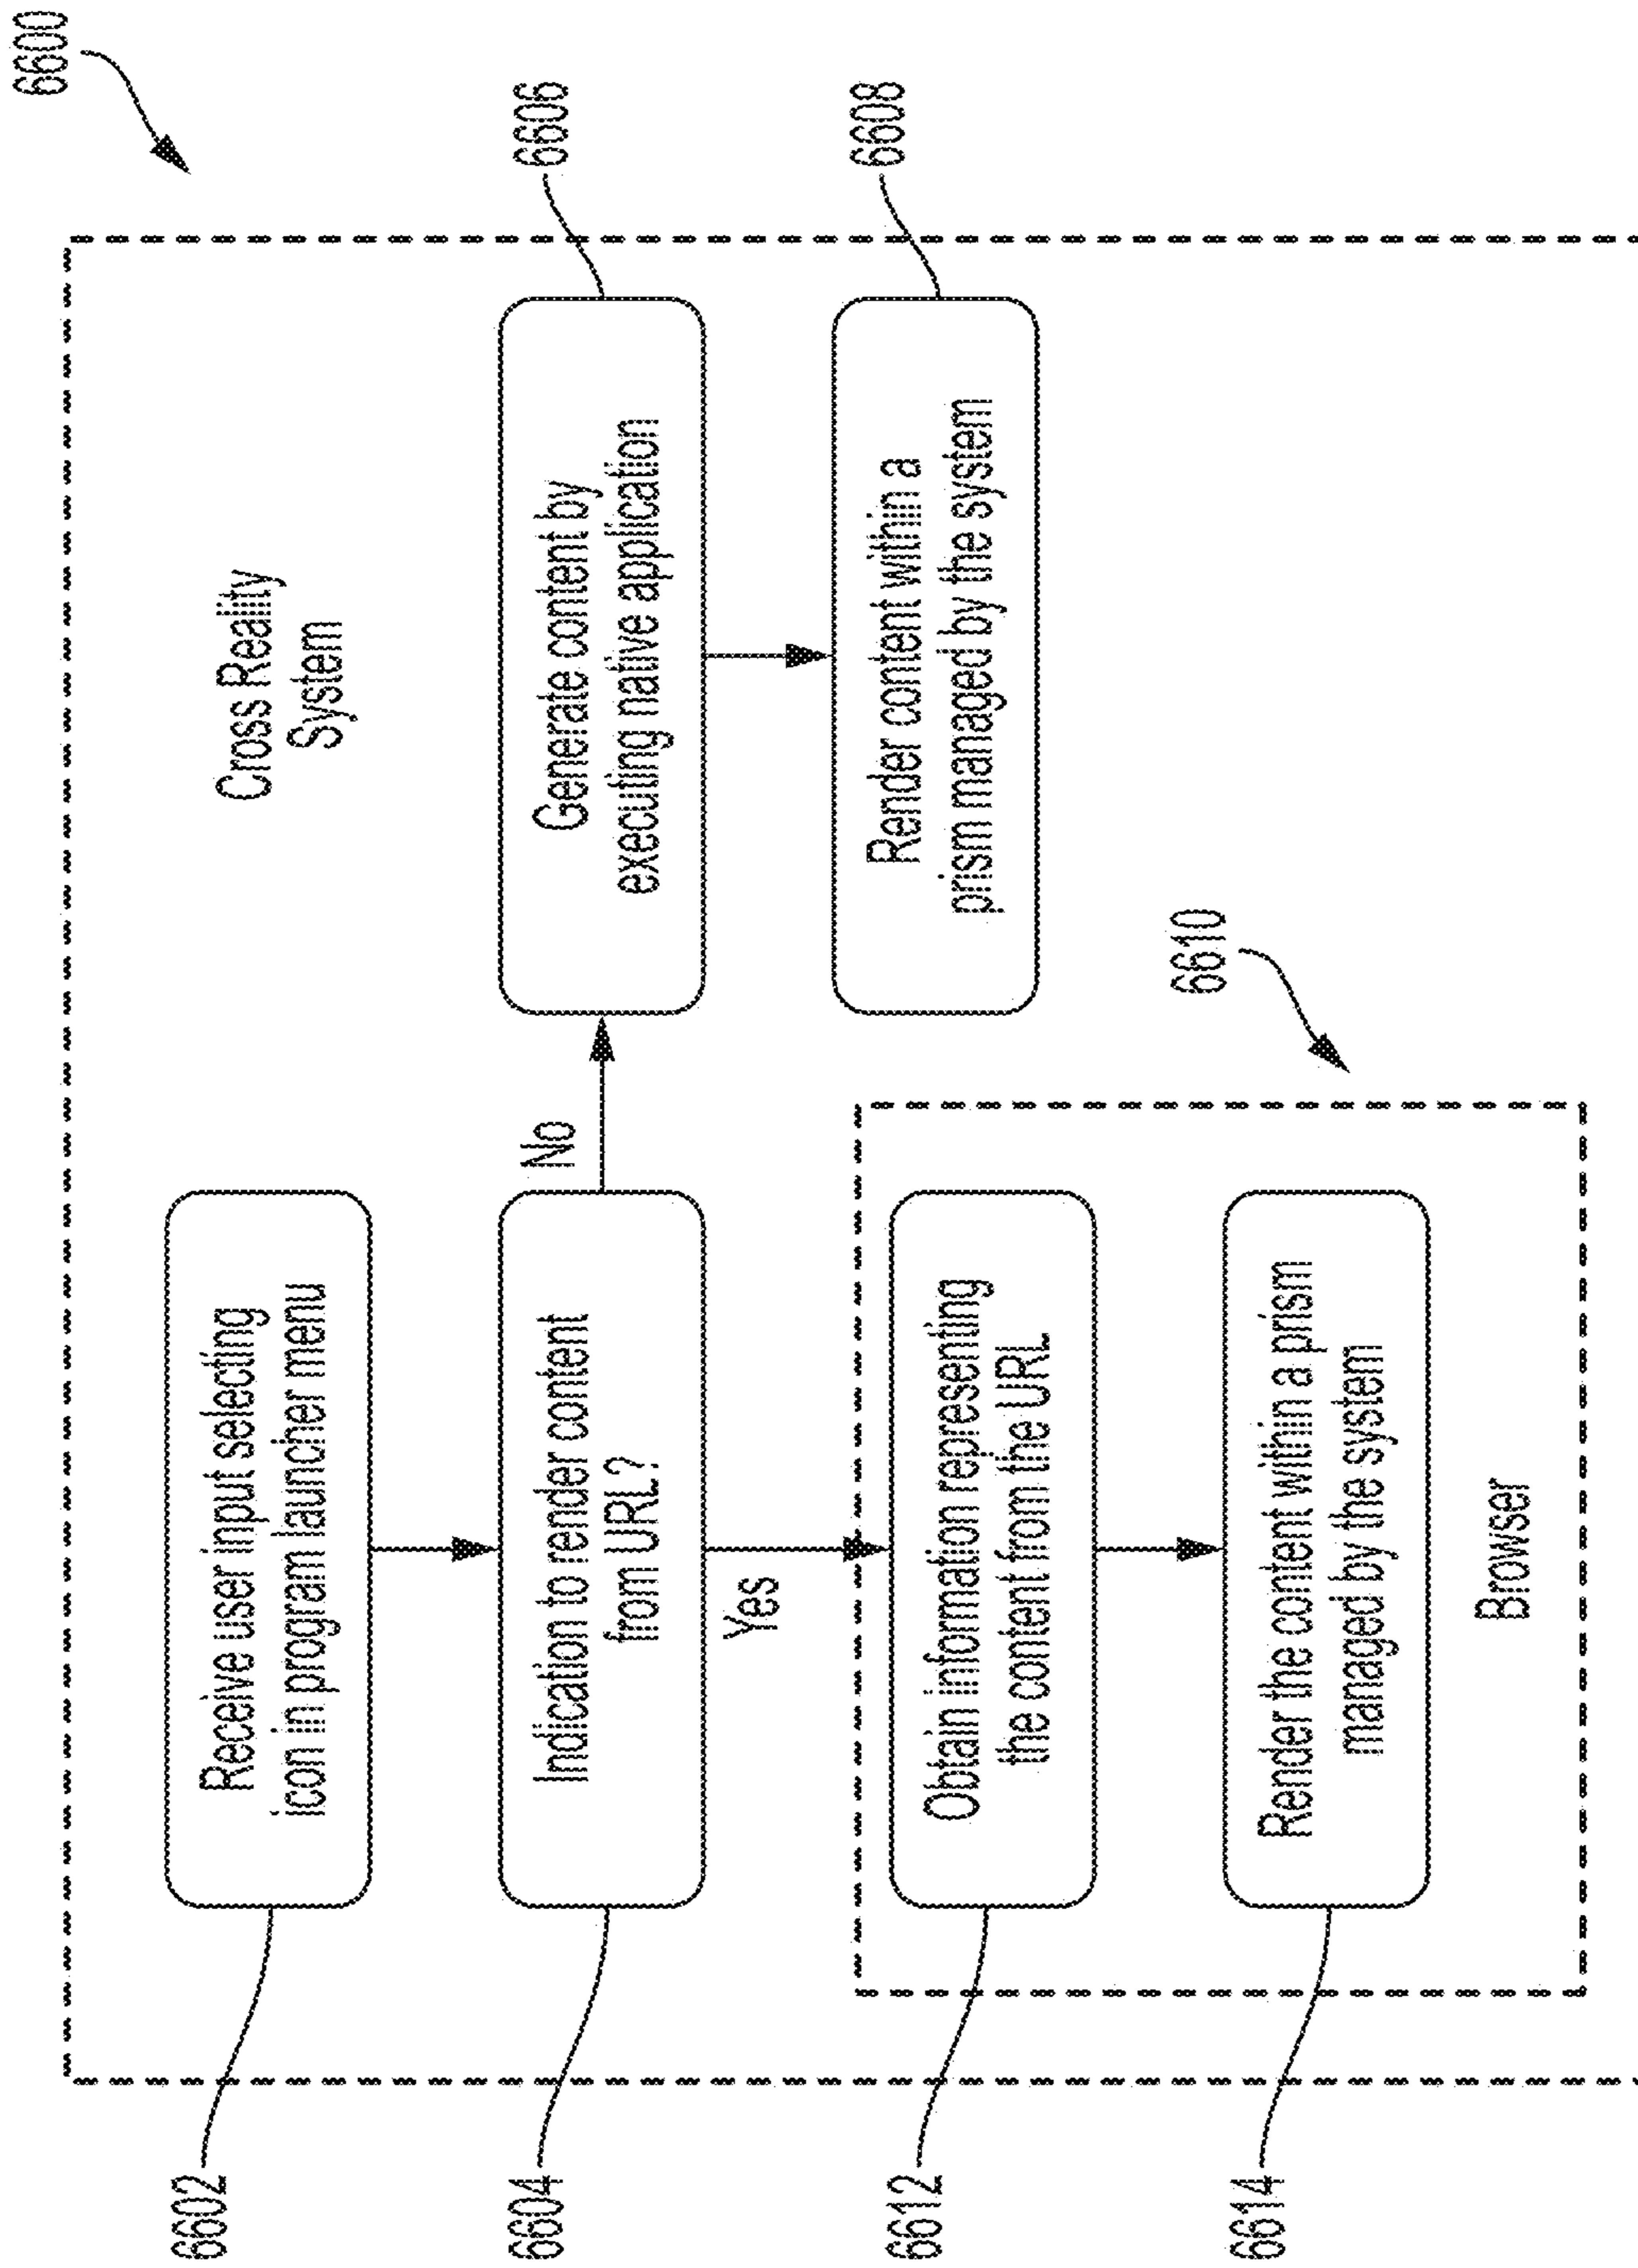 6600
Cross Reality
System
6602
Receive user input selecting
icon in program launcher menu
6604
Indication to render content
from URL?
No
Yes
6606
Generate content by
executing native application
6608
Render content within a
prism managed by the system
6610
6612
Obtain information representing
the content from the URL
6614
Render the content within a prism
managed by the system
Browser